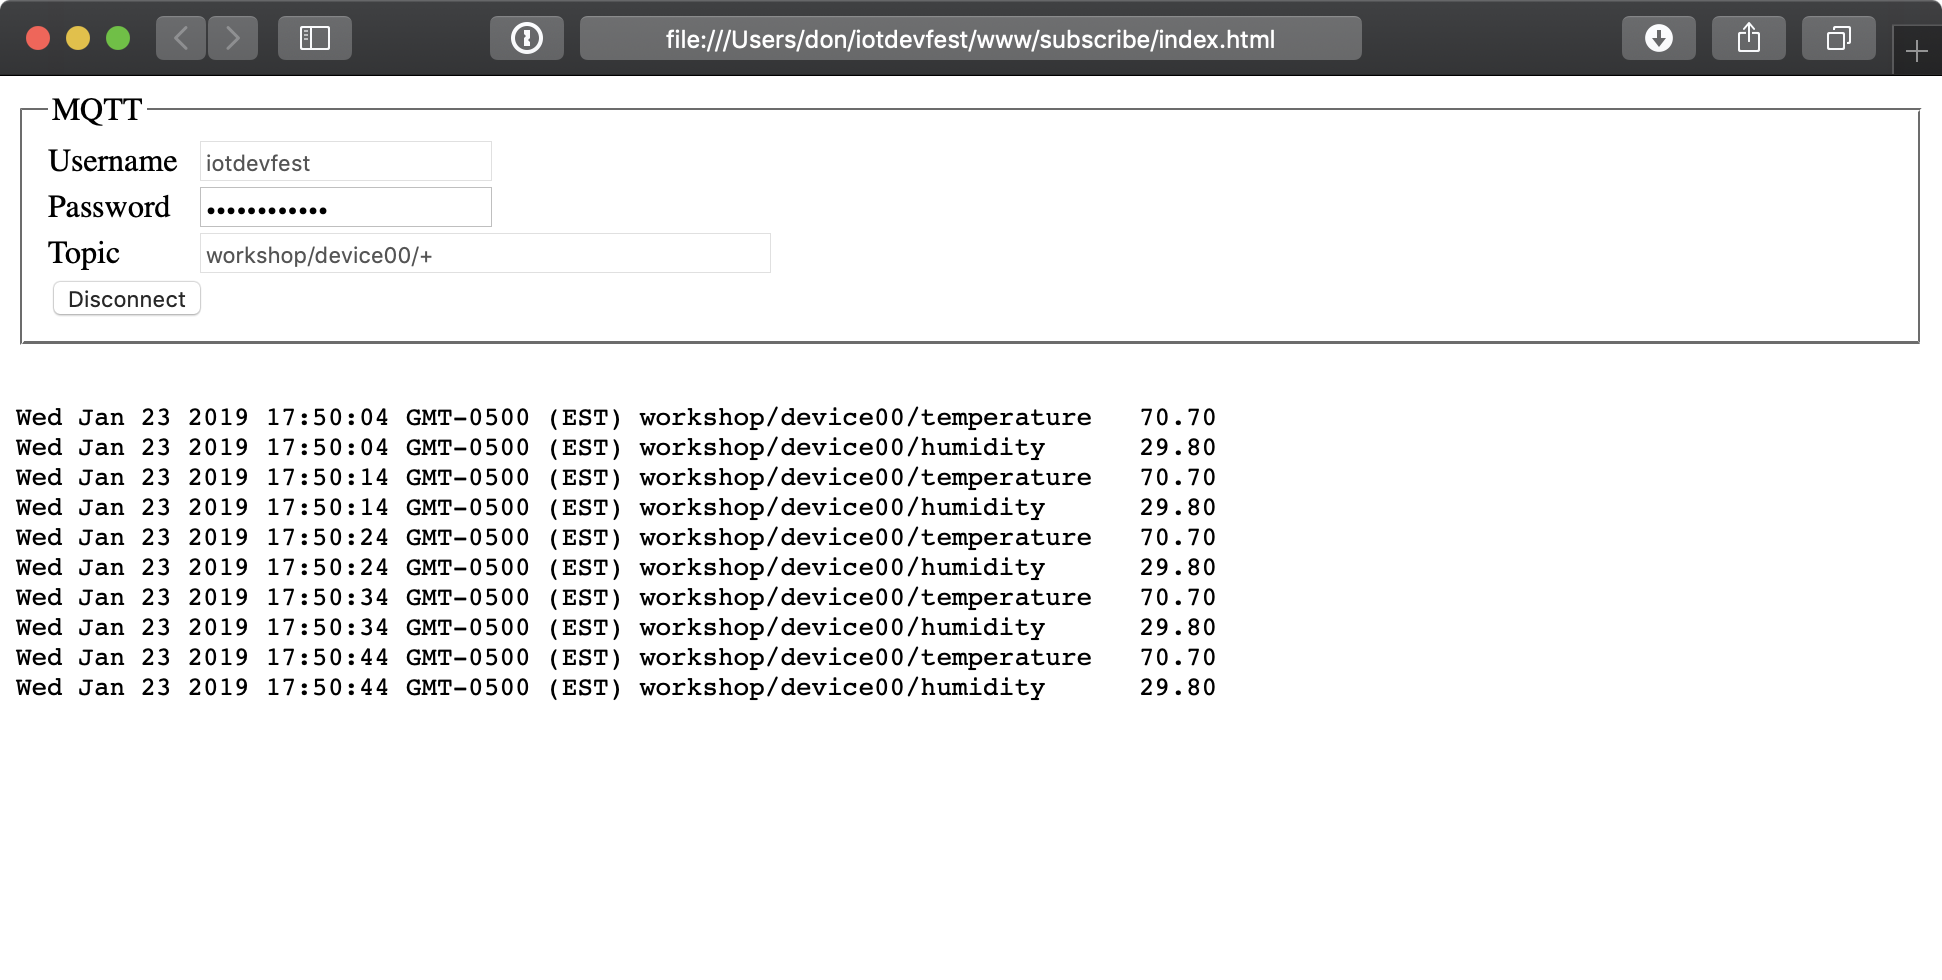 file:///Users/don/iotdevfest/www/subscribe/index.html
MQTT
Username iotdevfest
Password ••••••••••••
Topic workshop/device00/+
Disconnect
Wed Jan 23 2019 17:50:04 GMT-0500 (EST) workshop/device00/temperature 70.70
Wed Jan 23 2019 17:50:04 GMT-0500 (EST) workshop/device00/humidity 29.80
Wed Jan 23 2019 17:50:14 GMT-0500 (EST) workshop/device00/temperature 70.70
Wed Jan 23 2019 17:50:14 GMT-0500 (EST) workshop/device00/humidity 29.80
Wed Jan 23 2019 17:50:24 GMT-0500 (EST) workshop/device00/temperature 70.70
Wed Jan 23 2019 17:50:24 GMT-0500 (EST) workshop/device00/humidity 29.80
Wed Jan 23 2019 17:50:34 GMT-0500 (EST) workshop/device00/temperature 70.70
Wed Jan 23 2019 17:50:34 GMT-0500 (EST) workshop/device00/humidity 29.80
Wed Jan 23 2019 17:50:44 GMT-0500 (EST) workshop/device00/temperature 70.70
Wed Jan 23 2019 17:50:44 GMT-0500 (EST) workshop/device00/humidity 29.80